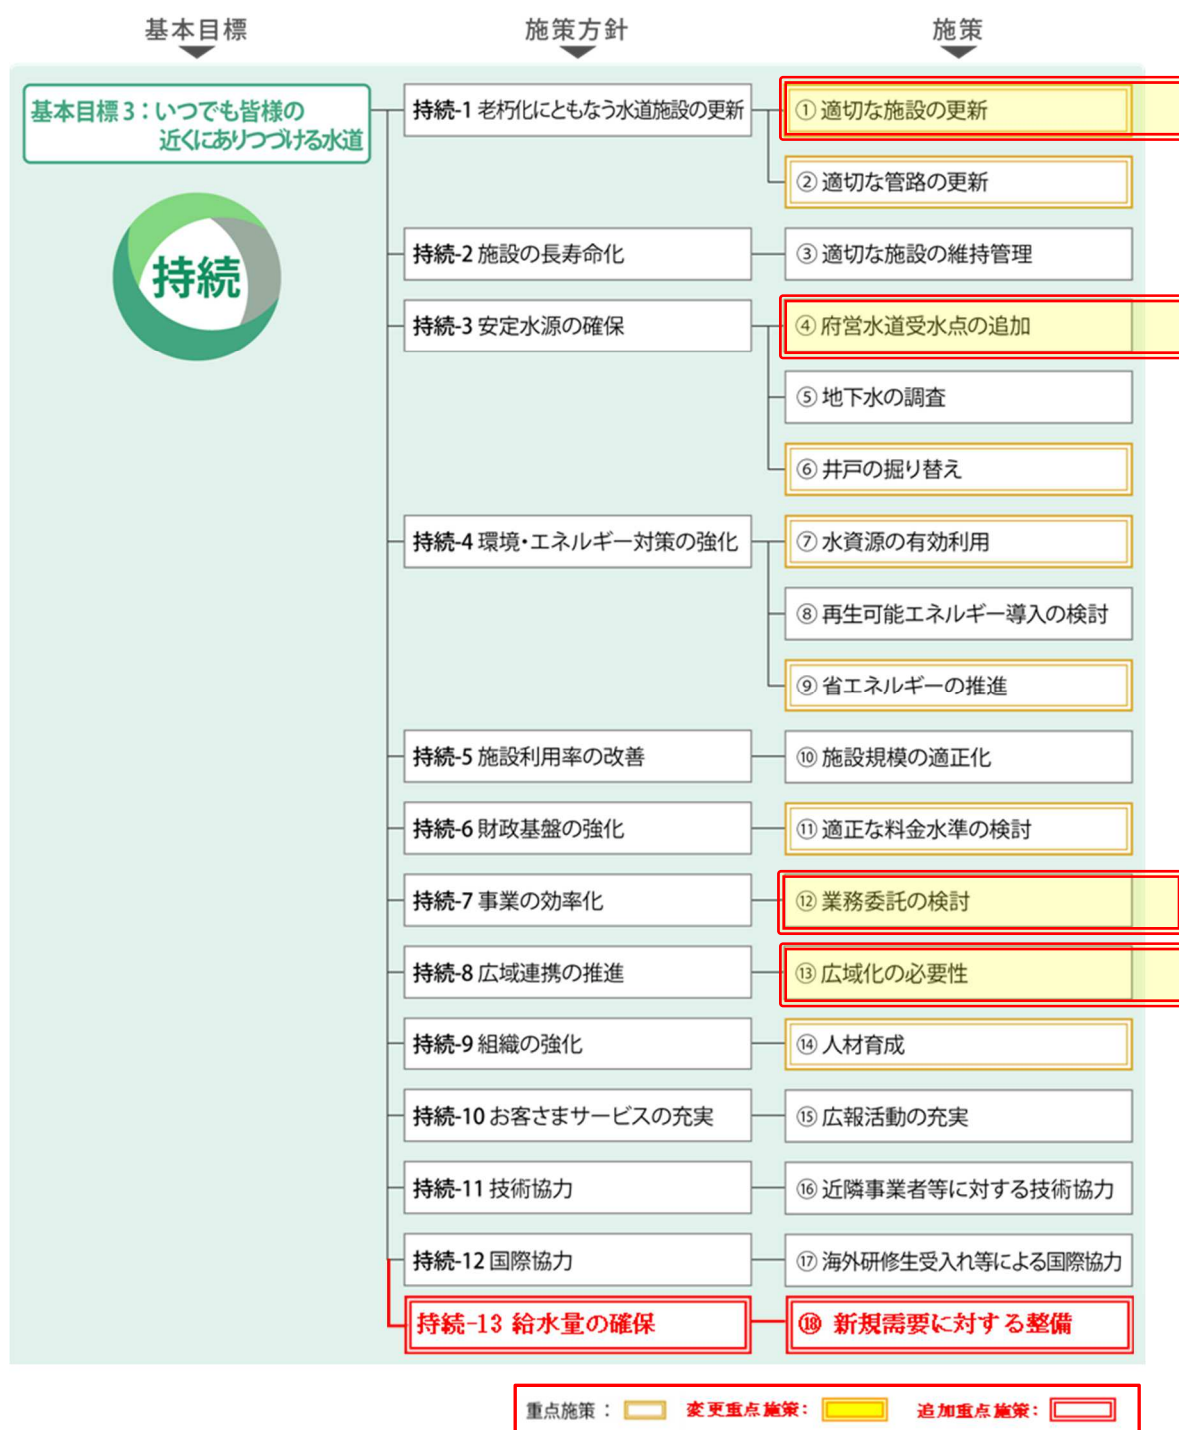 基本目標 施策方針 施策
基本目標3：いつでも皆様の
近くにありつづける水道
持続
持続-1 老朽化にともなう水道施設の更新
① 適切な施設の更新
② 適切な管路の更新
持続-2 施設の長寿命化
③ 適切な施設の維持管理
持続-3 安定水源の確保
④ 府営水道受水点の追加
⑤ 地下水の調査
⑥ 井戸の掘り替え
持続-4 環境・エネルギー対策の強化
⑦ 水資源の有効利用
⑧ 再生可能エネルギー導入の検討
⑨ 省エネルギーの推進
持続-5 施設利用率の改善
⑩ 施設規模の適正化
持続-6 財政基盤の強化
⑪ 適正な料金水準の検討
持続-7 事業の効率化
⑫ 業務委託の検討
持続-8 広域連携の推進
⑬ 広域化の必要性
持続-9 組織の強化
⑭ 人材育成
持続-10 お客さまサービスの充実
⑮ 広報活動の充実
持続-11 技術協力
⑯ 近隣事業者等に対する技術協力
持続-12 国際協力
⑰ 海外研修生受入れ等による国際協力
持続-13 給水量の確保
⑱ 新規需要に対する整備
重点施策： 変更重点施策： 追加重点施策：